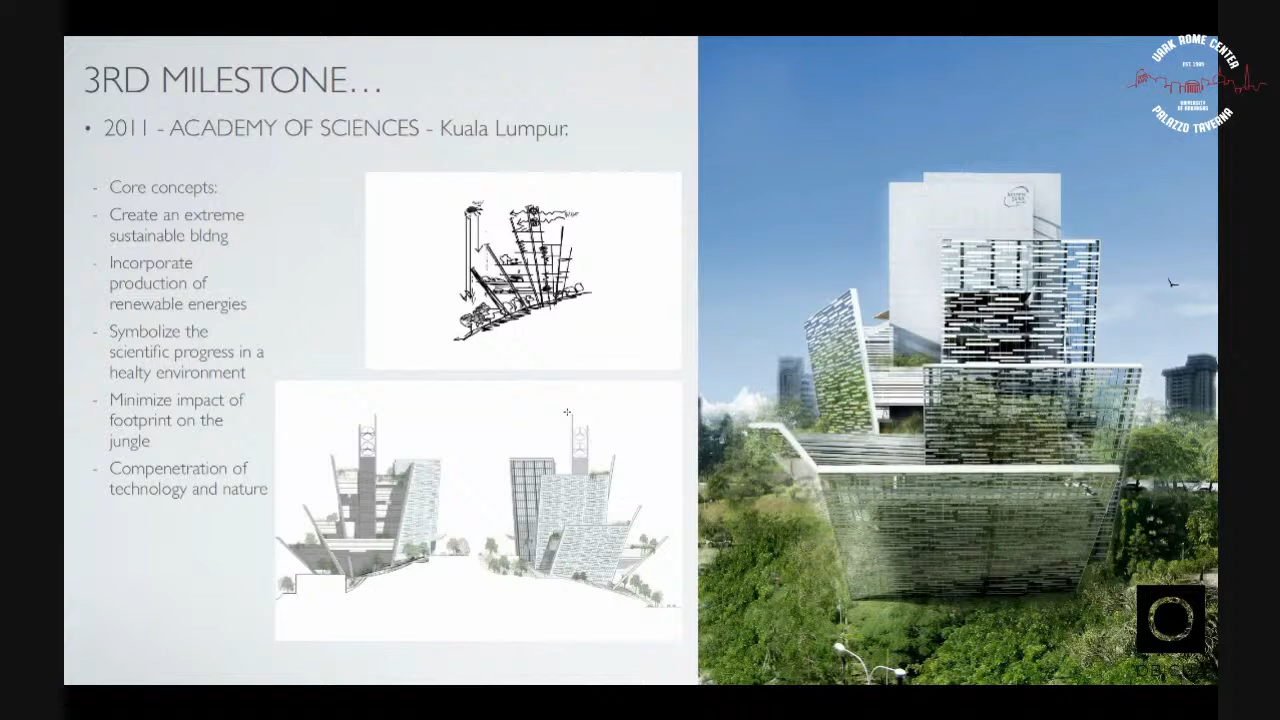 3RD MILESTONE...
• 2011 - ACADEMY OF SCIENCES - Kuala Lumpur.
- Core concepts:
- Create an extreme
sustainable bldng
- Incorporate
production of
renewable energies
- Symbolize the
scientific progress in a
healty environment
- Minimize impact of
footprint on the
jungle
- Compenetration of
technology and nature
UARK ROME CENTER
EST 1989
UNIVERSITY
OF ARKANSAS
PALAZZO TAVERNA